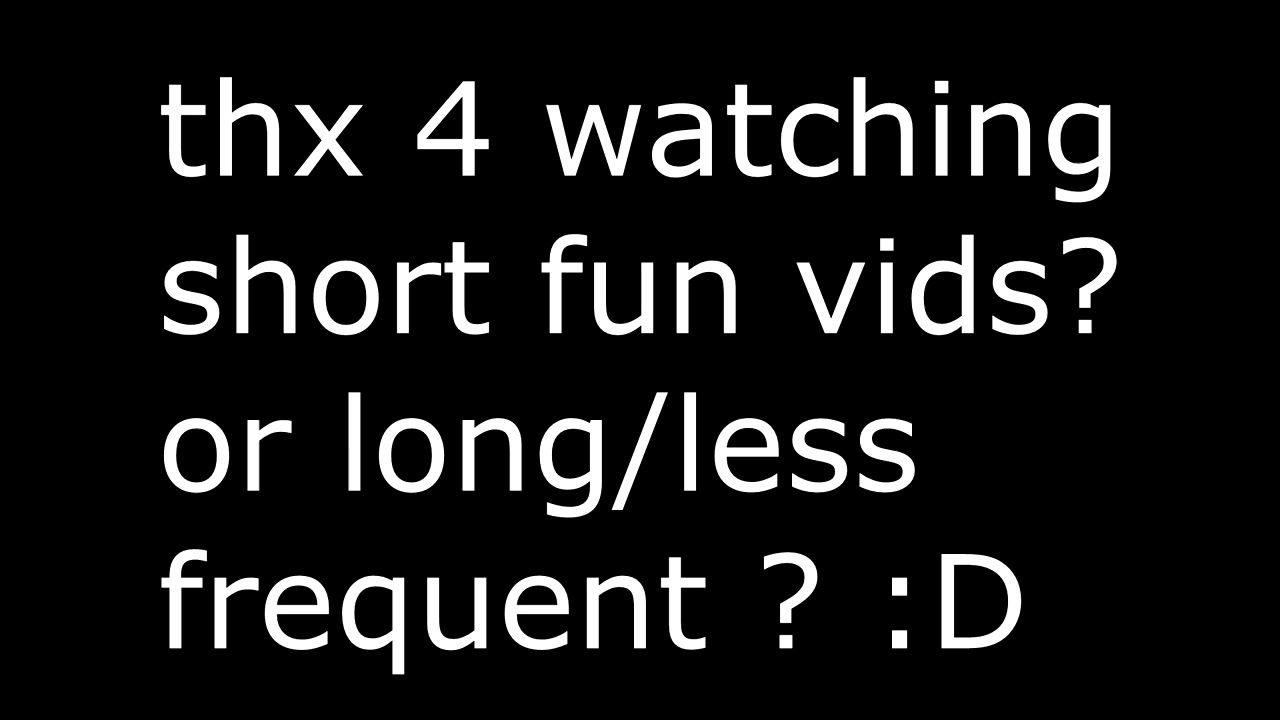 thx 4 watching
short fun vids?
or long/less
frequent ? :D